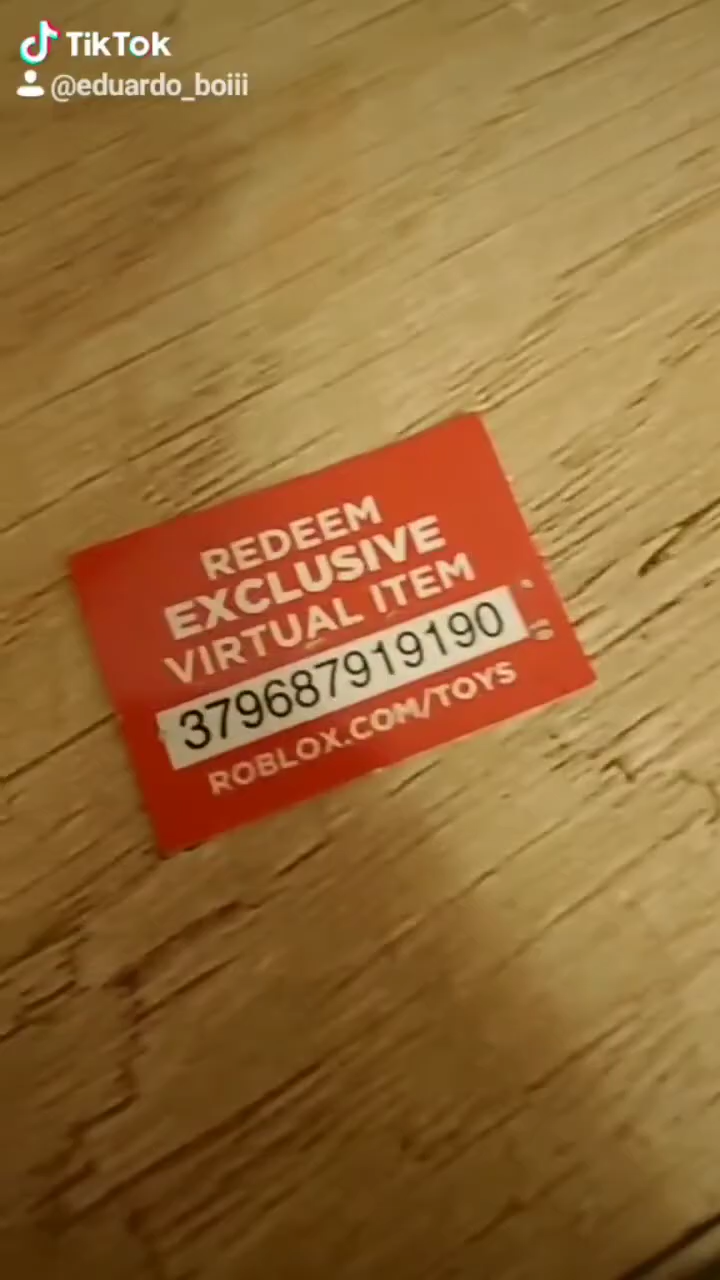 TikTok
@eduardo_boiii
REDEEM
EXCLUSIVE
VIRTUAL ITEM
379687919190
ROBLOX.COM/TOYS